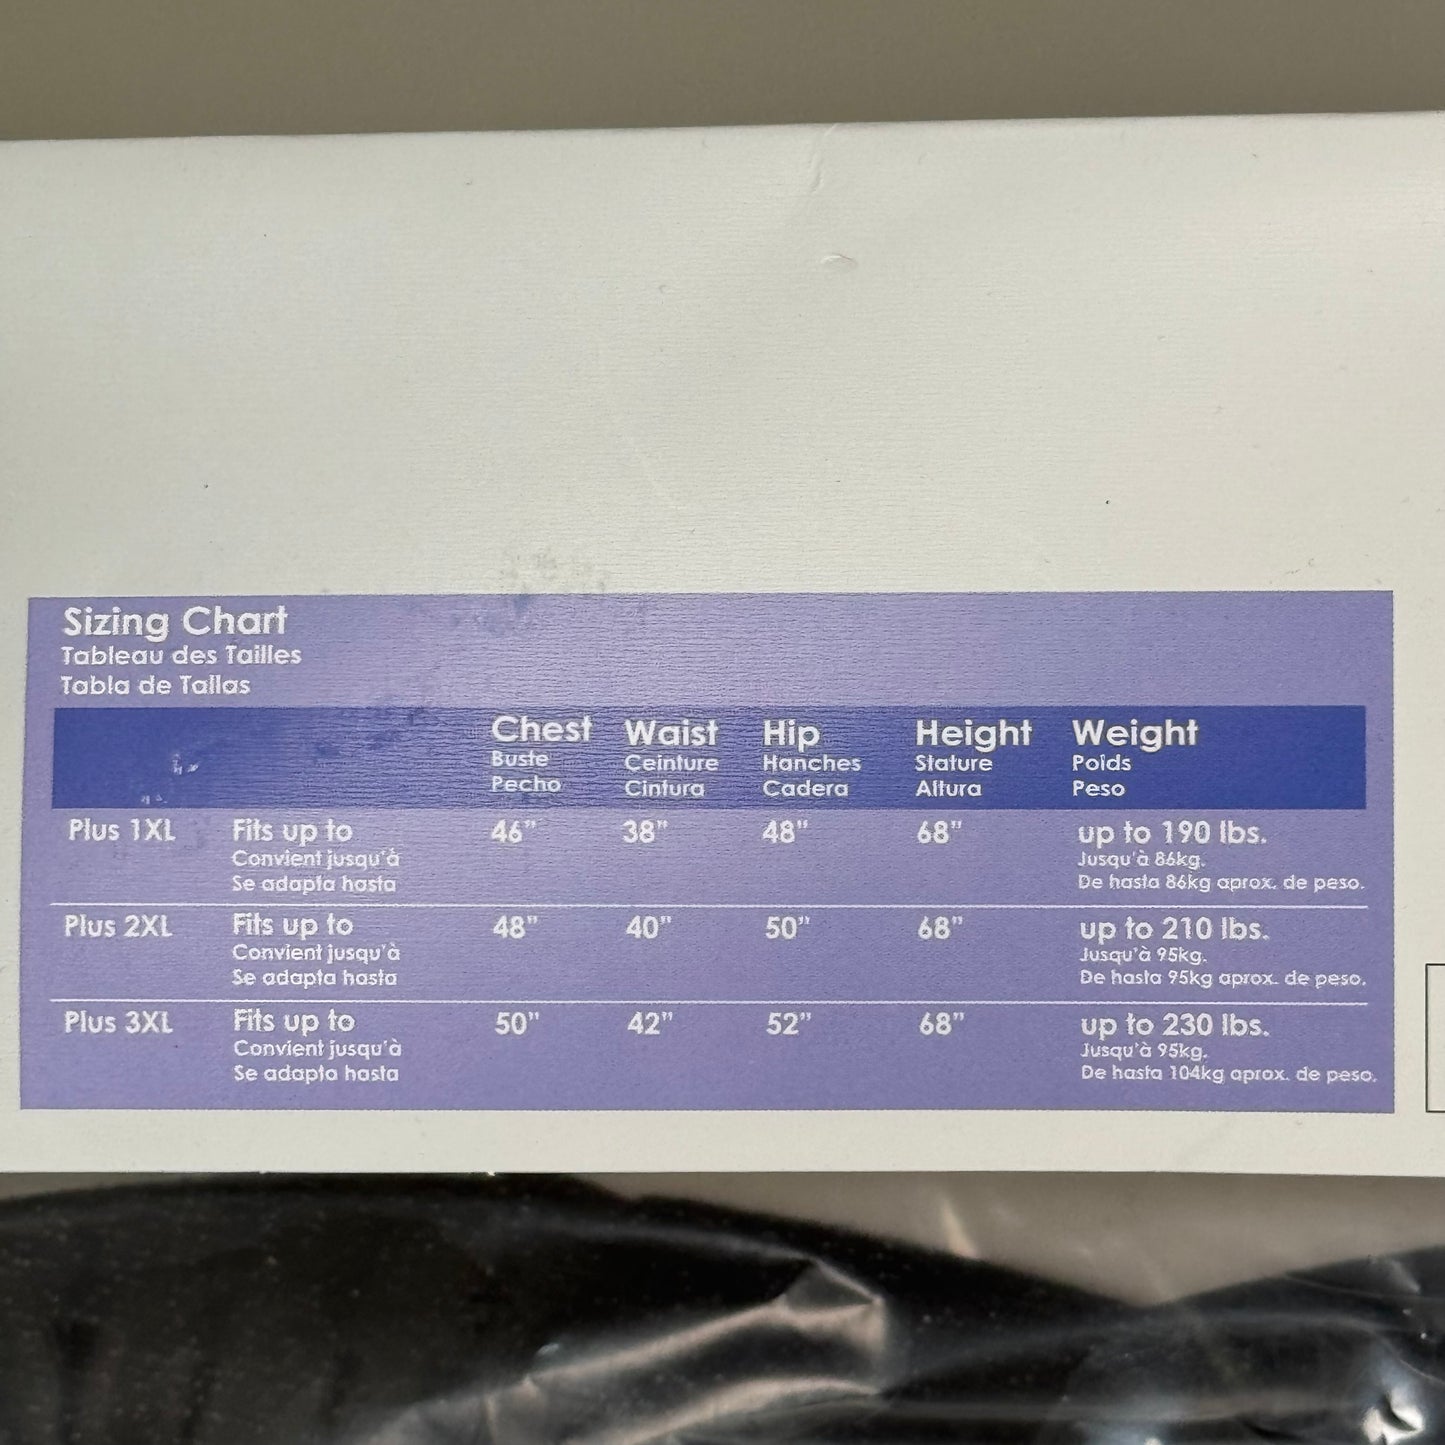 Sizing Chart
Tableau des Tailles
Tabla de Tallas
Chest Waist Hip Height Weight
Buste Ceinture Hanches Stature Poids
Pecho Cintura Cadera Altura Peso
Plus 1XL Fits up to 46" 38" 48" 68" up to 190 lbs.
Convient jusqu'à Jusqu'à 86kg.
Se adapta hasta De hasta 86kg aprox. de peso.
Plus 2XL Fits up to 48" 40" 50" 68" up to 210 lbs.
Convient jusqu'à Jusqu'à 95kg.
Se adapta hasta De hasta 95kg aprox. de peso.
Plus 3XL Fits up to 50" 42" 52" 68" up to 230 lbs.
Convient jusqu'à Jusqu'à 95kg.
Se adapta hasta De hasta 104kg aprox. de peso.